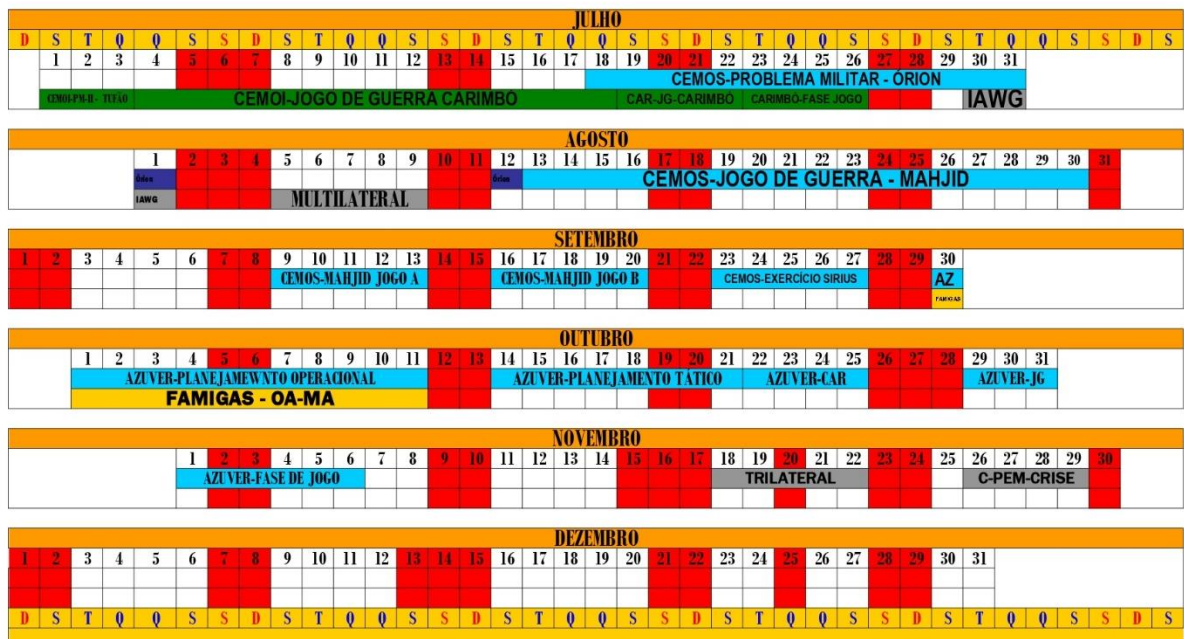 JULHO
D S T Q Q S S D S T Q Q S S D S T Q Q S S D S T Q Q S S D S T Q Q S S D S
1 2 3 4 5 6 7 8 9 10 11 12 13 14 15 16 17 18 19 20 21 22 23 24 25 26 27 28 29 30 31
CEMOS-PROBLEMA MILITAR - ÓRION
CEMOI-PM-II - TUFÃO CEMOI-JOGO DE GUERRA CARIMBÓ CAR-JG-CARIMBÓ CARIMBÓ-FASE JOGO IAWG
AGOSTO
1 2 3 4 5 6 7 8 9 10 11 12 13 14 15 16 17 18 19 20 21 22 23 24 25 26 27 28 29 30 31
Órion Órion CEMOS-JOGO DE GUERRA - MAHJID
IAWG MULTILATERAL
SETEMBRO
1 2 3 4 5 6 7 8 9 10 11 12 13 14 15 16 17 18 19 20 21 22 23 24 25 26 27 28 29 30
CEMOS-MAHJID JOGO A CEMOS-MAHJID JOGO B CEMOS-EXERCÍCIO SIRIUS AZ
FAMIGAS
OUTUBRO
1 2 3 4 5 6 7 8 9 10 11 12 13 14 15 16 17 18 19 20 21 22 23 24 25 26 27 28 29 30 31
AZUVER-PLANEJAMEWNTO OPERACIONAL AZUVER-PLANEJAMENTO TÁTICO AZUVER-CAR AZUVER-JG
FAMIGAS - OA-MA
NOVEMBRO
1 2 3 4 5 6 7 8 9 10 11 12 13 14 15 16 17 18 19 20 21 22 23 24 25 26 27 28 29 30
AZUVER-FASE DE JOGO TRILATERAL C-PEM-CRISE
DEZEMBRO
1 2 3 4 5 6 7 8 9 10 11 12 13 14 15 16 17 18 19 20 21 22 23 24 25 26 27 28 29 30 31
D S T Q Q S S D S T Q Q S S D S T Q Q S S D S T Q Q S S D S T Q Q S S D S